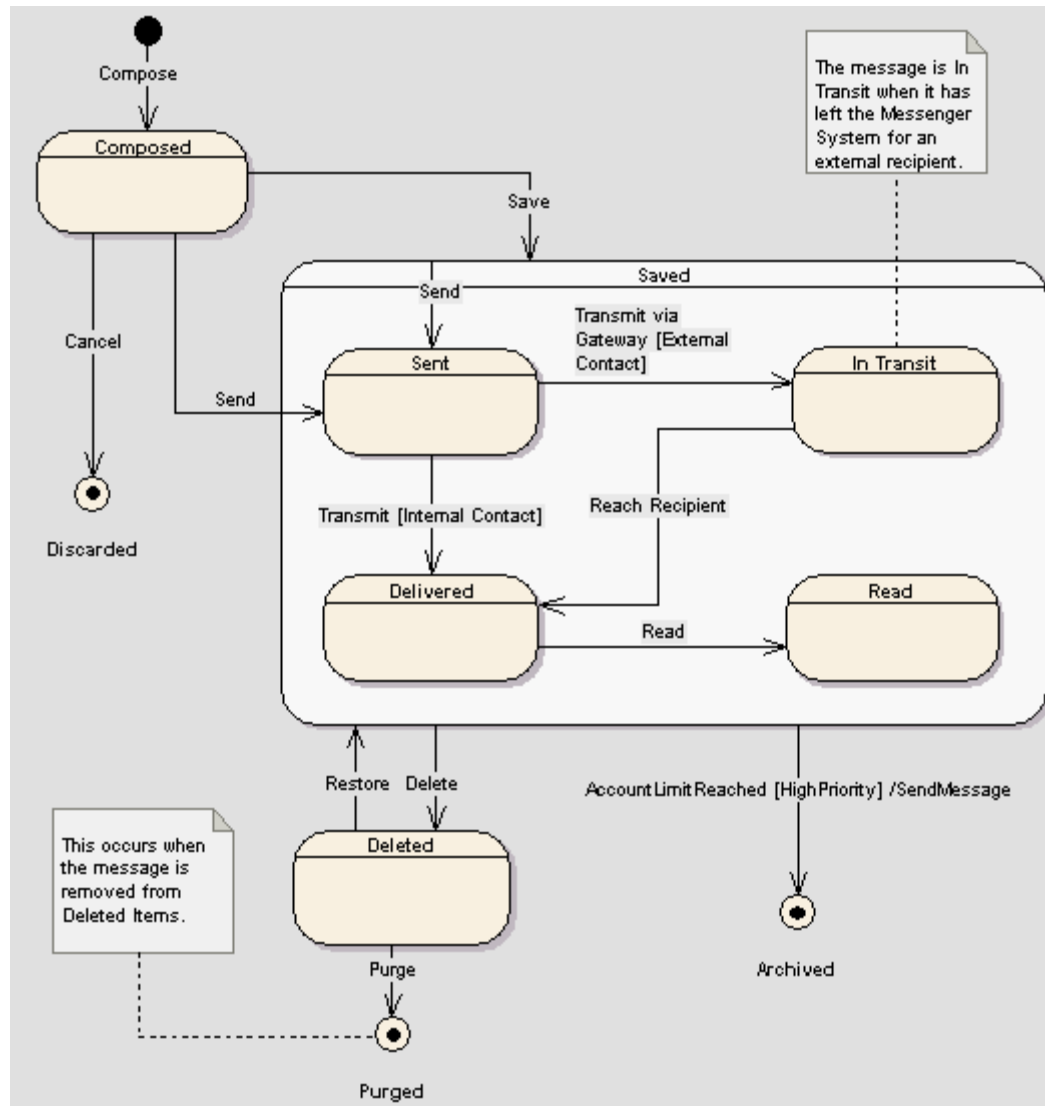 Compose
The message is In
Transit when it has
left the Messenger
System for an
external recipient.
Composed
Save
Saved
Send
Transmit via
Gateway [External
Contact]
Cancel
Sent
In Transit
Send
Reach Recipient
Transmit [Internal Contact]
Discarded
Delivered
Read
Read
Restore
Delete
AccountLimitReached [HighPriority] /SendMessage
This occurs when
the message is
removed from
Deleted Items.
Deleted
Purge
Archived
Purged